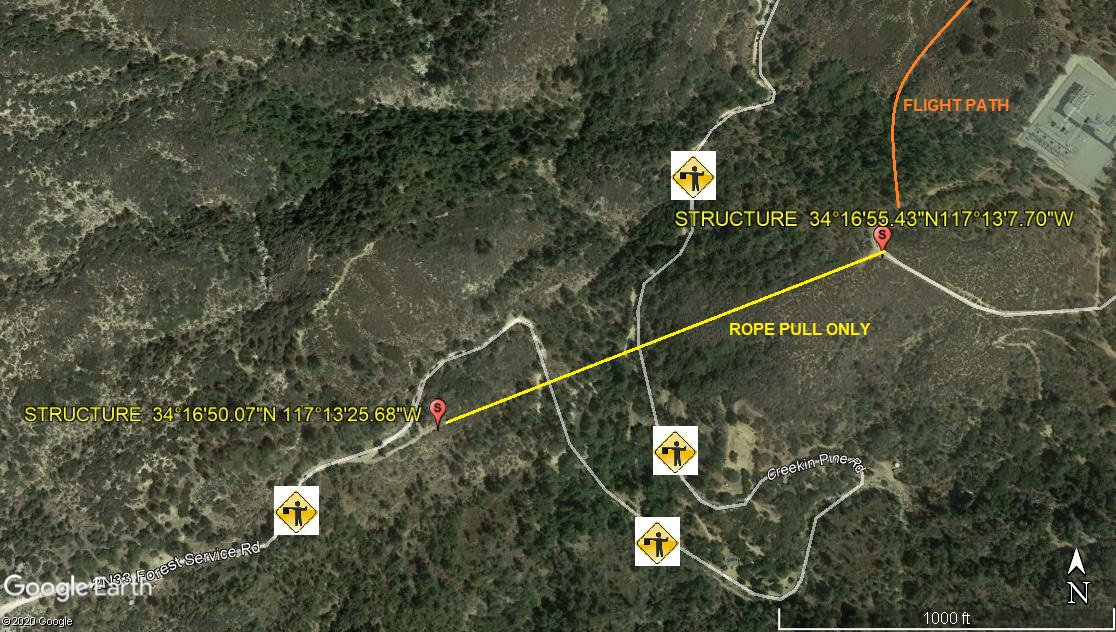 FLIGHT PATH
STRUCTURE 34°16'55.43"N117°13'7.70"W
S
ROPE PULL ONLY
STRUCTURE 34°16'50.07"N 117°13'25.68"W
S
Creekin Pine Rd
2N33 Forest Service Rd
Google Earth
N
©2020 Google
1000 ft